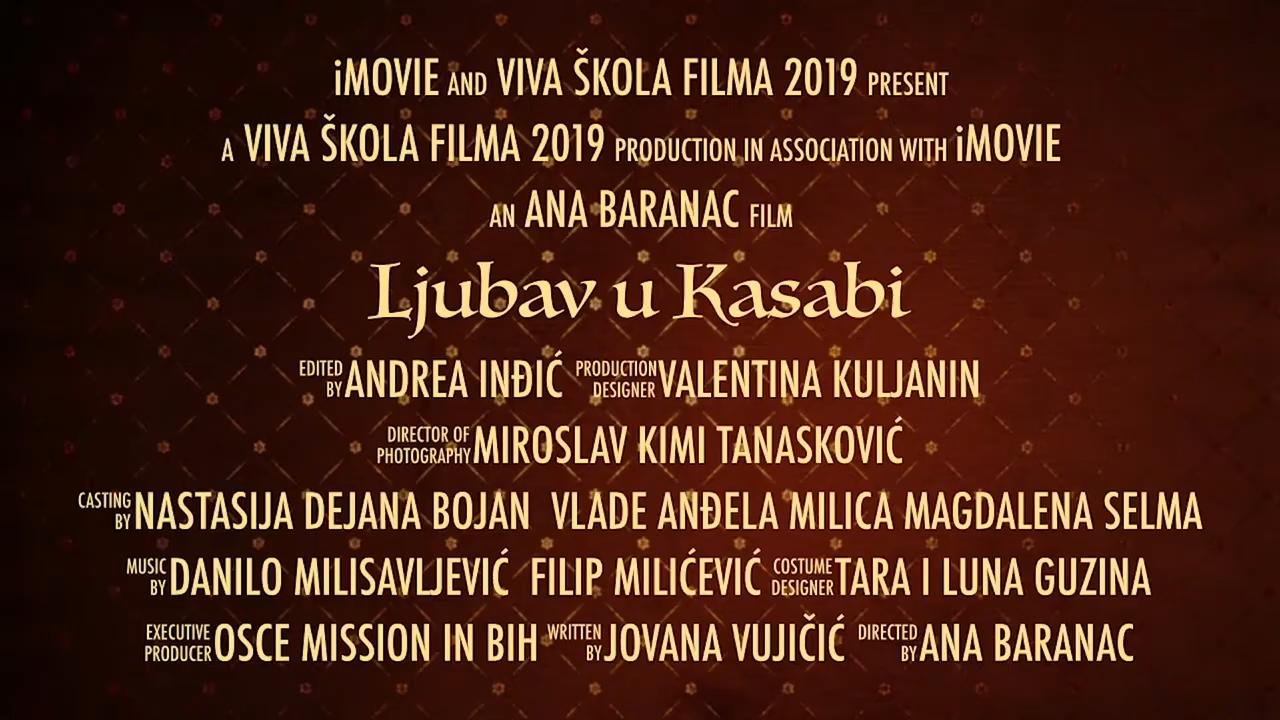 iMOVIE AND VIVA ŠKOLA FILMA 2019 PRESENT
A VIVA ŠKOLA FILMA 2019 PRODUCTION IN ASSOCIATION WITH iMOVIE
AN ANA BARANAC FILM
Ljubav u Kasabi
EDITED BY ANDREA INĐIĆ PRODUCTION DESIGNER VALENTINA KULJANIN
DIRECTOR OF PHOTOGRAPHY MIROSLAV KIMI TANASKOVIĆ
CASTING BY NASTASIJA DEJANA BOJAN VLADE ANĐELA MILICA MAGDALENA SELMA
MUSIC BY DANILO MILISAVLJEVIĆ FILIP MILIĆEVIĆ COSTUME DESIGNER TARA I LUNA GUZINA
EXECUTIVE PRODUCER OSCE MISSION IN BIH WRITTEN BY JOVANA VUJIČIĆ DIRECTED BY ANA BARANAC